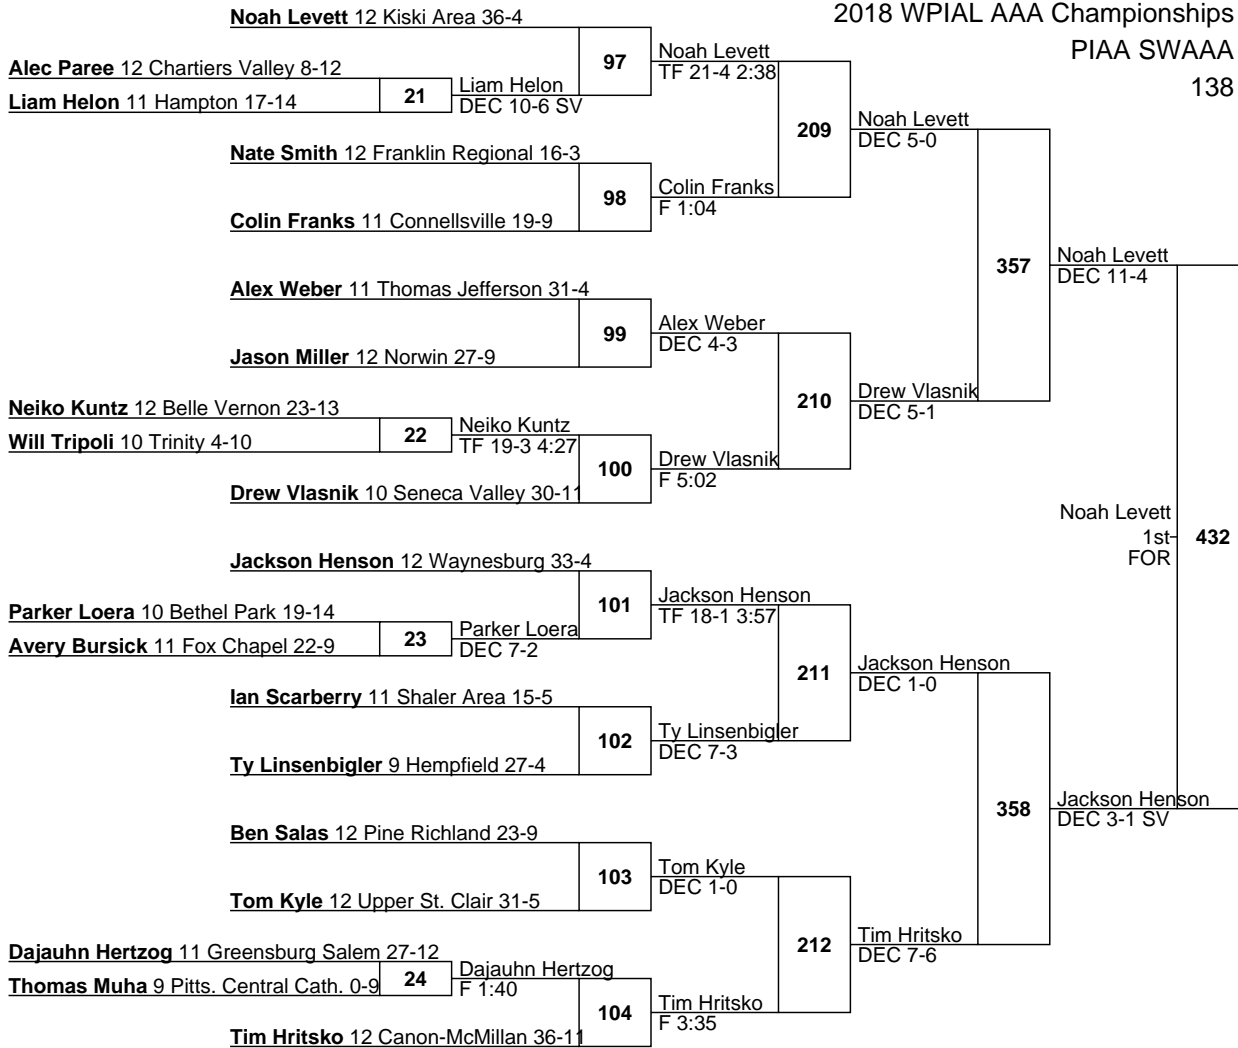 2018 WPIAL AAA Championships
PIAA SWAAA
138
Noah Levett 12 Kiski Area 36-4
97
Noah Levett
TF 21-4 2:38
Alec Paree 12 Chartiers Valley 8-12
Liam Helon 11 Hampton 17-14
21
Liam Helon
DEC 10-6 SV
209
Noah Levett
DEC 5-0
Nate Smith 12 Franklin Regional 16-3
98
Colin Franks
F 1:04
Colin Franks 11 Connellsville 19-9
357
Noah Levett
DEC 11-4
Alex Weber 11 Thomas Jefferson 31-4
99
Alex Weber
DEC 4-3
Jason Miller 12 Norwin 27-9
210
Drew Vlasnik
DEC 5-1
Neiko Kuntz 12 Belle Vernon 23-13
Will Tripoli 10 Trinity 4-10
22
Neiko Kuntz
TF 19-3 4:27
100
Drew Vlasnik
F 5:02
Drew Vlasnik 10 Seneca Valley 30-11
Noah Levett
1st
FOR
432
Jackson Henson 12 Waynesburg 33-4
101
Jackson Henson
TF 18-1 3:57
Parker Loera 10 Bethel Park 19-14
Avery Bursick 11 Fox Chapel 22-9
23
Parker Loera
DEC 7-2
211
Jackson Henson
DEC 1-0
Ian Scarberry 11 Shaler Area 15-5
102
Ty Linsenbigler
DEC 7-3
Ty Linsenbigler 9 Hempfield 27-4
358
Jackson Henson
DEC 3-1 SV
Ben Salas 12 Pine Richland 23-9
103
Tom Kyle
DEC 1-0
Tom Kyle 12 Upper St. Clair 31-5
212
Tim Hritsko
DEC 7-6
Dajauhn Hertzog 11 Greensburg Salem 27-12
Thomas Muha 9 Pitts. Central Cath. 0-9
24
Dajauhn Hertzog
F 1:40
104
Tim Hritsko
F 3:35
Tim Hritsko 12 Canon-McMillan 36-11